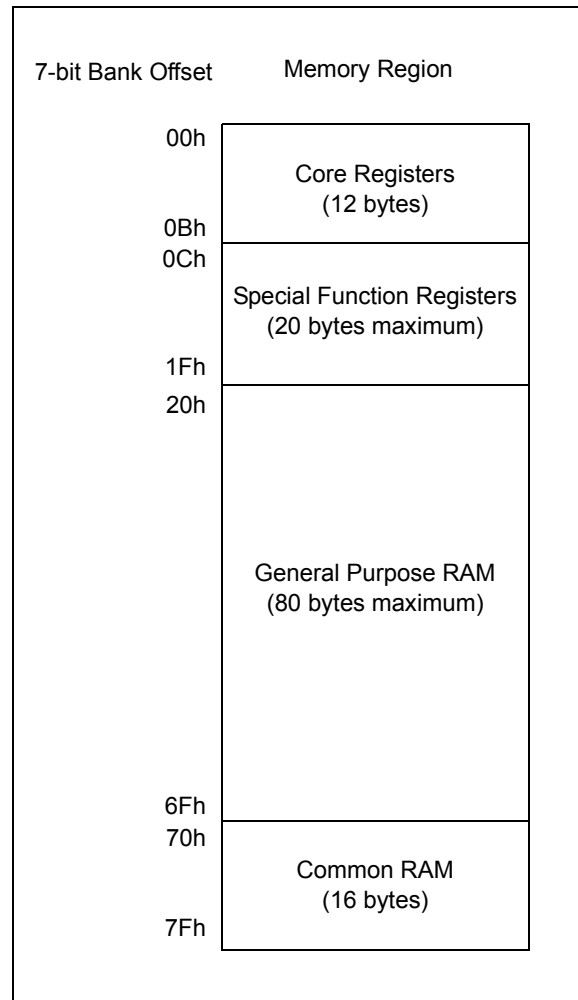 7-bit Bank Offset Memory Region
00h
Core Registers
(12 bytes)
0Bh
0Ch
Special Function Registers
(20 bytes maximum)
1Fh
20h
General Purpose RAM
(80 bytes maximum)
6Fh
70h
Common RAM
(16 bytes)
7Fh